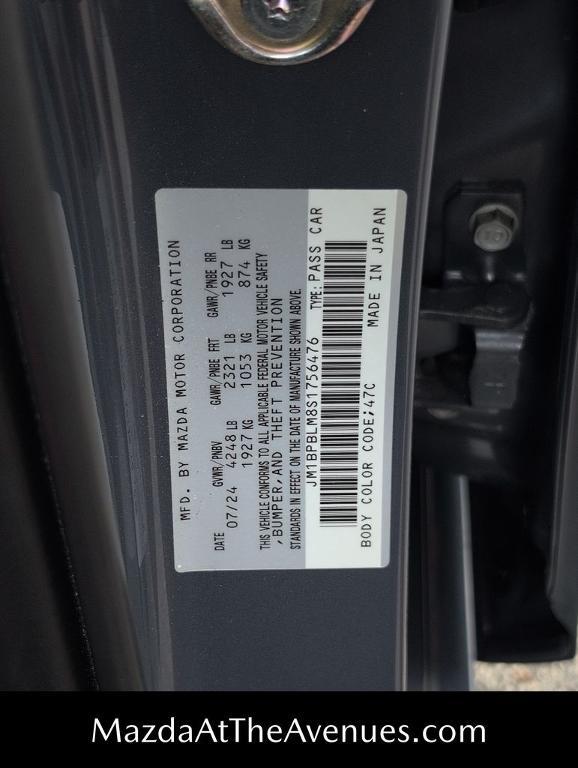 MFD. BY MAZDA MOTOR CORPORATION
DATE GVWR/PNBV GAWR/PNBE FRT GAWR/PNBE RR
07/24 4248 LB 2321 LB 1927 LB
1927 KG 1053 KG 874 KG
THIS VEHICLE CONFORMS TO ALL APPLICABLE FEDERAL MOTOR VEHICLE SAFETY
,BUMPER,AND THEFT PREVENTION
STANDARDS IN EFFECT ON THE DATE OF MANUFACTURE SHOWN ABOVE.
JM1BPBLM8S1756476 TYPE: PASS CAR
BODY COLOR CODE;47C MADE IN JAPAN
MazdaAtTheAvenues.com